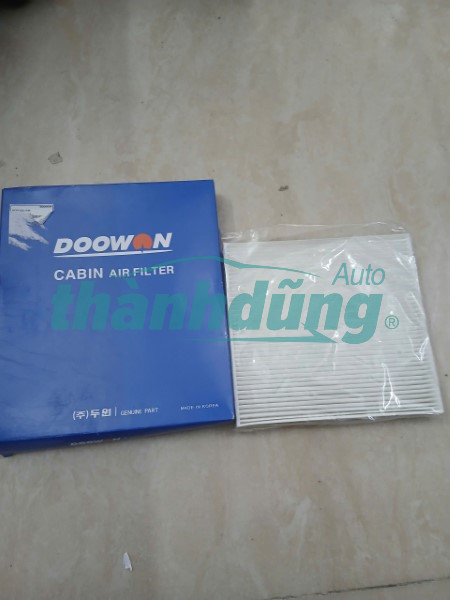 DOOWON
CABIN AIR FILTER
Auto
thànhdũng®
(주)두원 GENUINE PART MADE IN KOREA